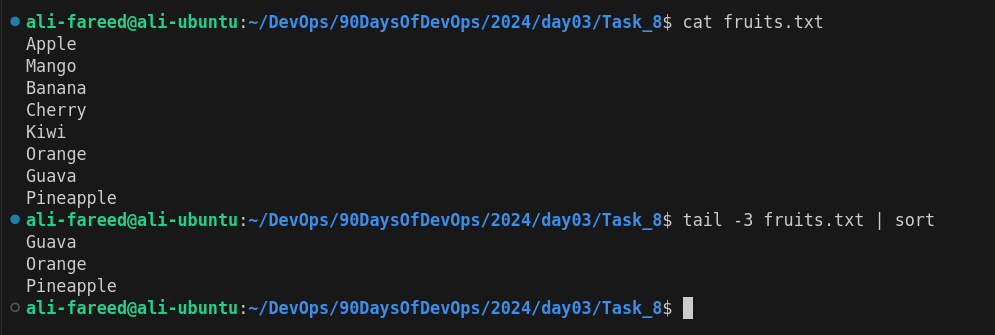 ali-fareed@ali-ubuntu:~/DevOps/90DaysOfDevOps/2024/day03/Task_8$ cat fruits.txt
Apple
Mango
Banana
Cherry
Kiwi
Orange
Guava
Pineapple
ali-fareed@ali-ubuntu:~/DevOps/90DaysOfDevOps/2024/day03/Task_8$ tail -3 fruits.txt | sort
Guava
Orange
Pineapple
ali-fareed@ali-ubuntu:~/DevOps/90DaysOfDevOps/2024/day03/Task_8$